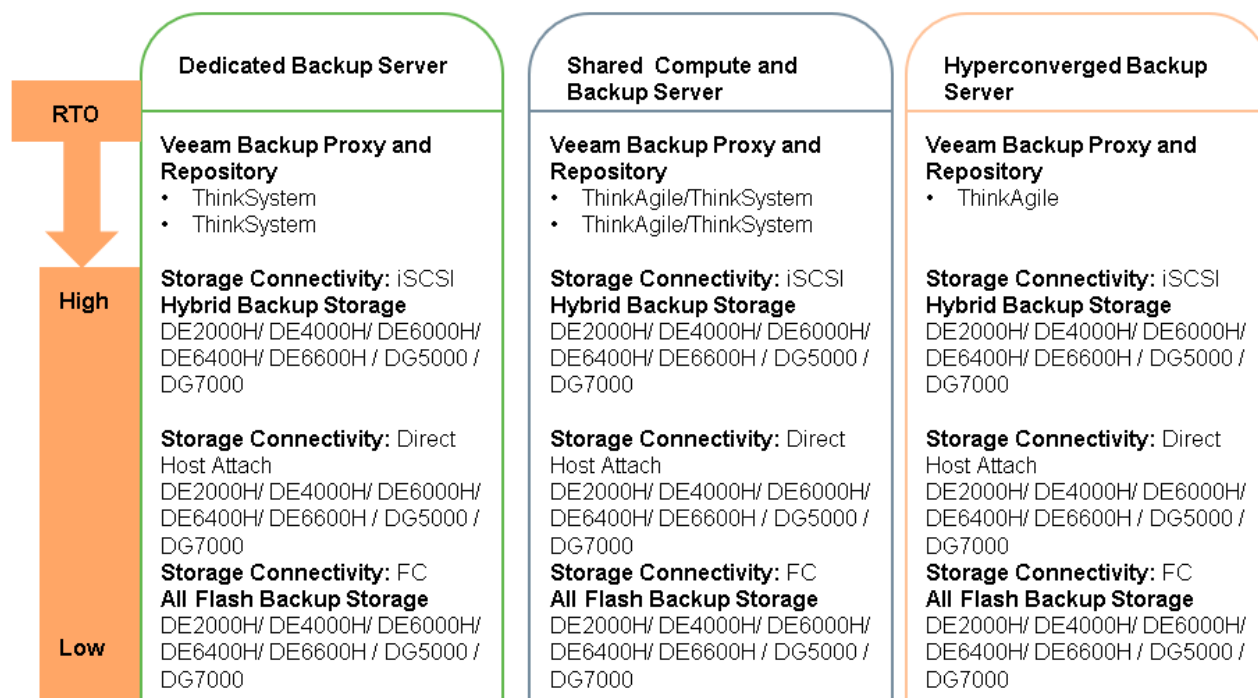 RTO
High
Low
Dedicated Backup Server
Veeam Backup Proxy and
Repository
• ThinkSystem
• ThinkSystem
Storage Connectivity: iSCSI
Hybrid Backup Storage
DE2000H/ DE4000H/ DE6000H/
DE6400H/ DE6600H / DG5000 /
DG7000
Storage Connectivity: Direct
Host Attach
DE2000H/ DE4000H/ DE6000H/
DE6400H/ DE6600H / DG5000 /
DG7000
Storage Connectivity: FC
All Flash Backup Storage
DE2000H/ DE4000H/ DE6000H/
DE6400H/ DE6600H / DG5000 /
DG7000
Shared Compute and
Backup Server
Veeam Backup Proxy and
Repository
• ThinkAgile/ThinkSystem
• ThinkAgile/ThinkSystem
Storage Connectivity: iSCSI
Hybrid Backup Storage
DE2000H/ DE4000H/ DE6000H/
DE6400H/ DE6600H / DG5000 /
DG7000
Storage Connectivity: Direct
Host Attach
DE2000H/ DE4000H/ DE6000H/
DE6400H/ DE6600H / DG5000 /
DG7000
Storage Connectivity: FC
All Flash Backup Storage
DE2000H/ DE4000H/ DE6000H/
DE6400H/ DE6600H / DG5000 /
DG7000
Hyperconverged Backup
Server
Veeam Backup Proxy and
Repository
• ThinkAgile
Storage Connectivity: iSCSI
Hybrid Backup Storage
DE2000H/ DE4000H/ DE6000H/
DE6400H/ DE6600H / DG5000 /
DG7000
Storage Connectivity: Direct
Host Attach
DE2000H/ DE4000H/ DE6000H/
DE6400H/ DE6600H / DG5000 /
DG7000
Storage Connectivity: FC
All Flash Backup Storage
DE2000H/ DE4000H/ DE6000H/
DE6400H/ DE6600H / DG5000 /
DG7000